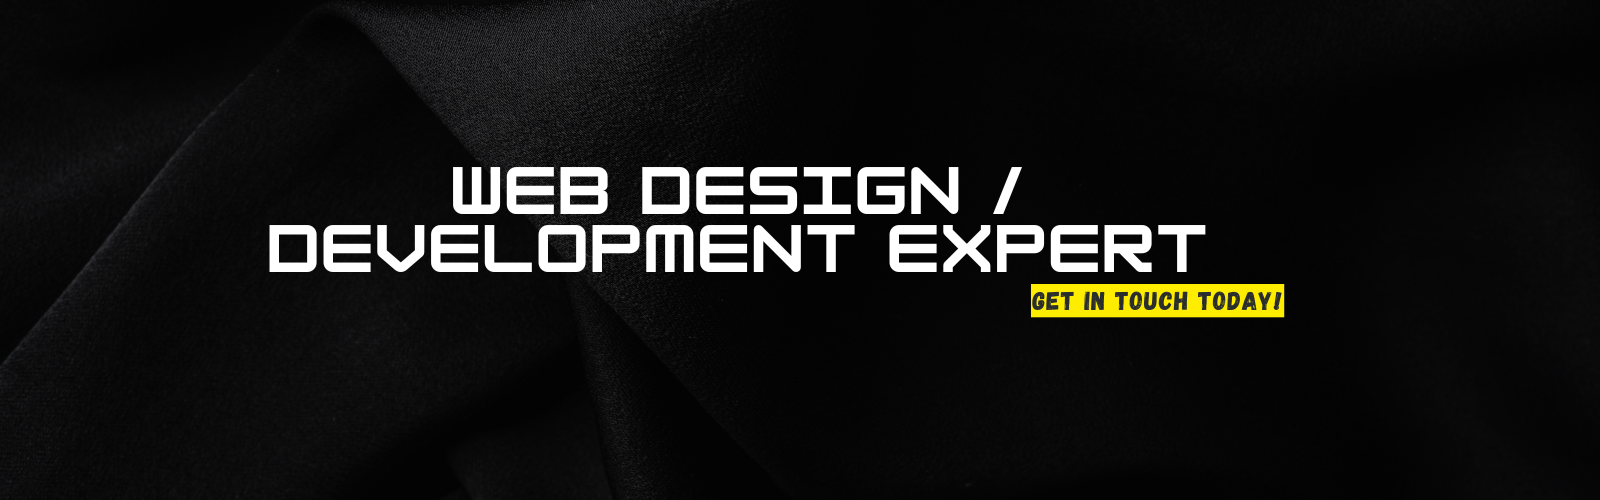 WEB DESIGN /
DEVELOPMENT EXPERT
GET IN TOUCH TODAY!